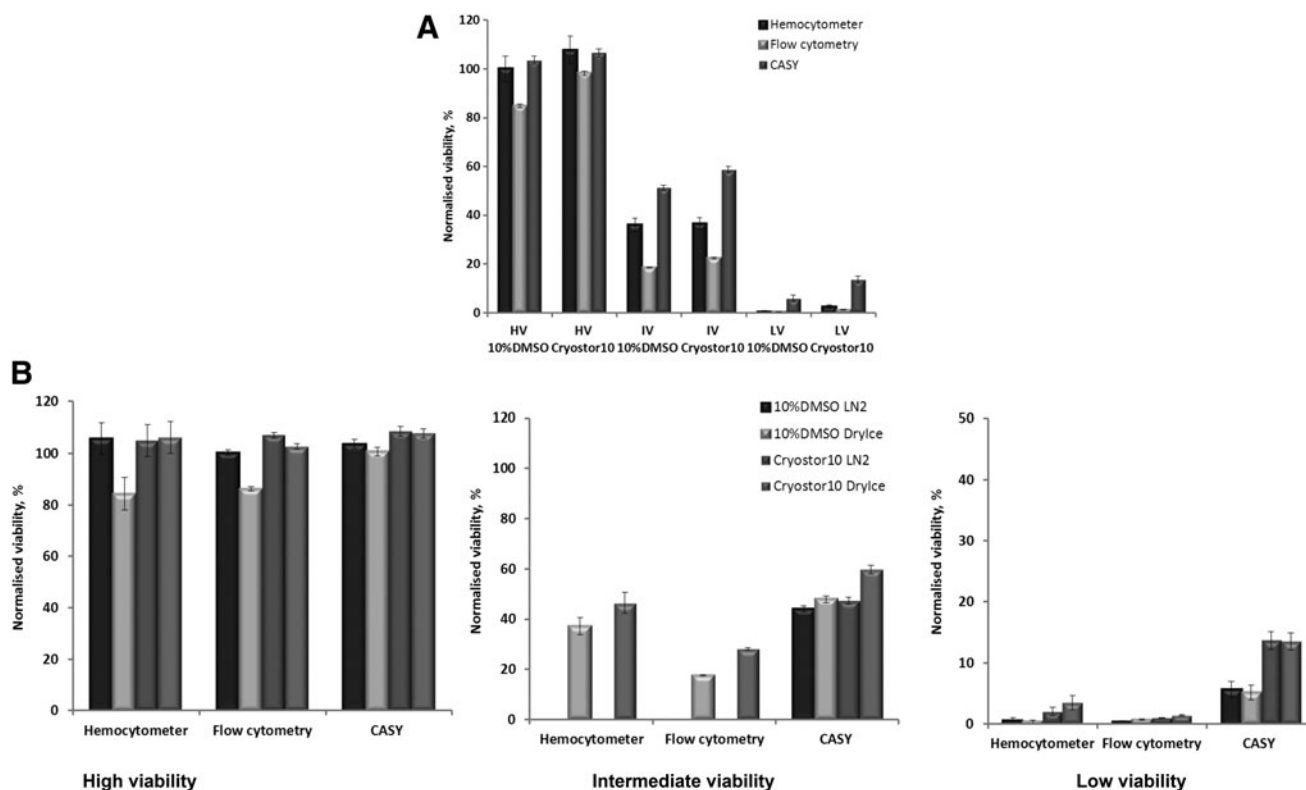 A
Normalised viability, %
120
100
80
60
40
20
0
Hemocytometer
Flow cytometry
CASY
HV HV IV IV LV LV
10%DMSO Cryostor10 10%DMSO Cryostor10 10%DMSO Cryostor10
B
Normalised viability, %
120
100
80
60
40
20
0
Hemocytometer Flow cytometry CASY
High viability
Normalised viability, %
120
100
80
60
40
20
0
10%DMSO LN2
10%DMSO DryIce
Cryostor10 LN2
Cryostor10 DryIce
Hemocytometer Flow cytometry CASY
Intermediate viability
Normalised viability, %
50
40
30
20
10
0
Hemocytometer Flow cytometry CASY
Low viability